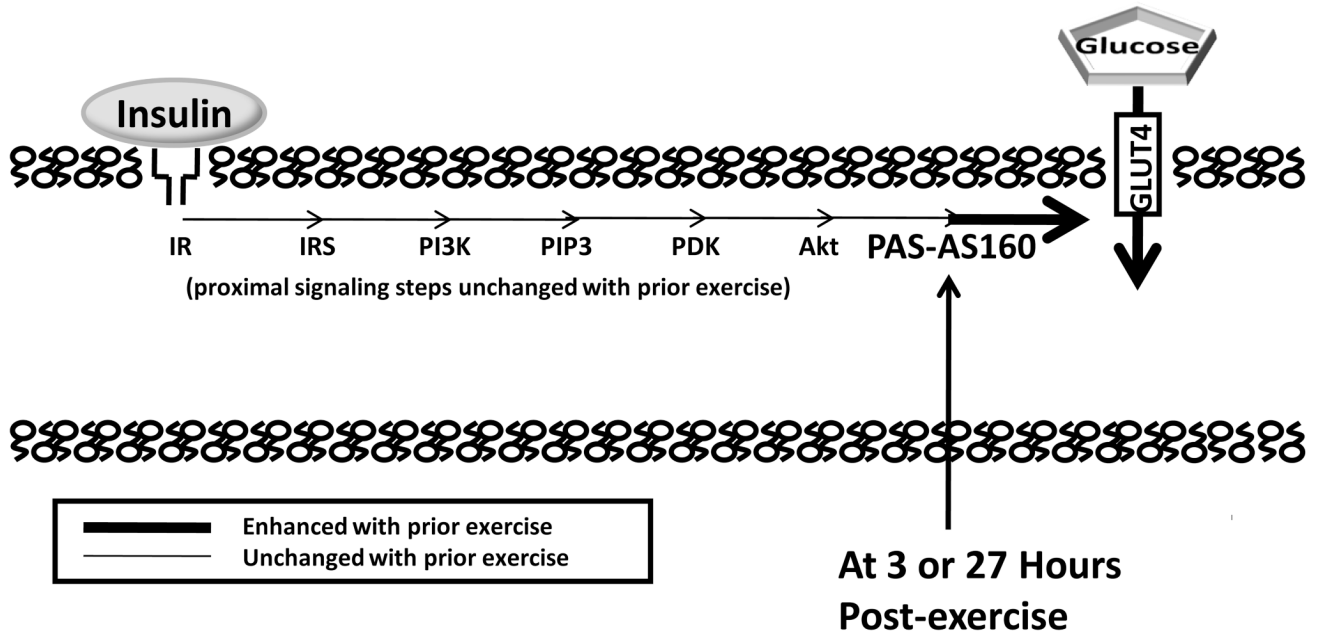 Glucose
Insulin
GLUT4
IR IRS PI3K PIP3 PDK Akt PAS-AS160
(proximal signaling steps unchanged with prior exercise)
Enhanced with prior exercise
Unchanged with prior exercise
At 3 or 27 Hours
Post-exercise